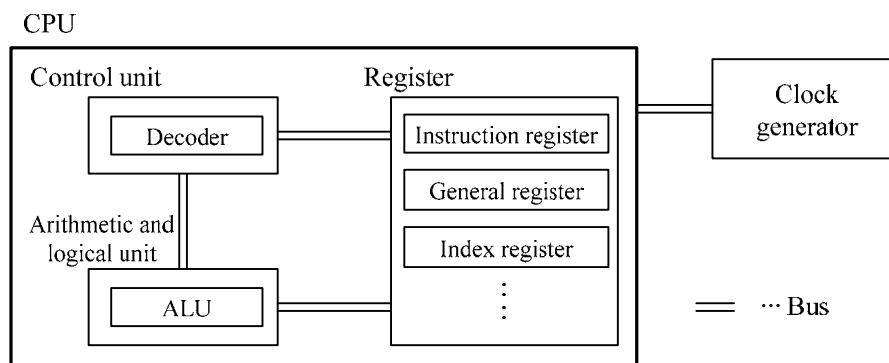 CPU
Control unit
Decoder
Arithmetic and
logical unit
ALU
Register
Instruction register
General register
Index register
Clock
generator
··· Bus